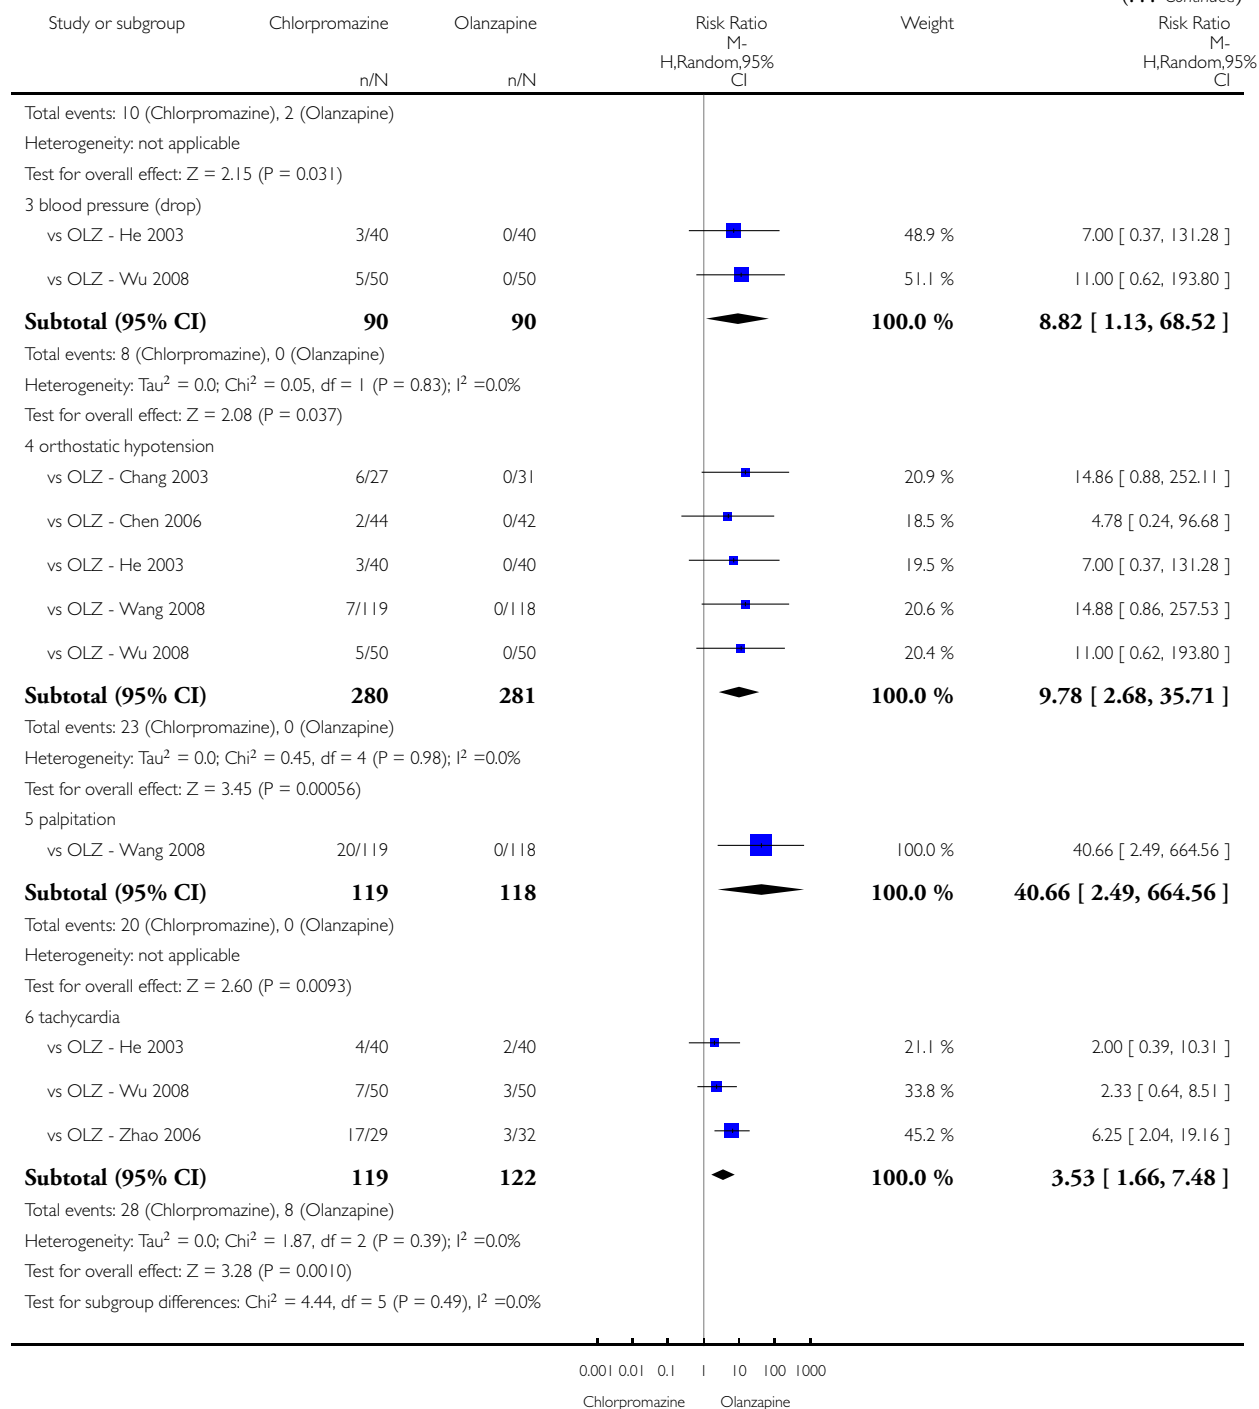 Continued)
Study or subgroup Chlorpromazine Olanzapine Risk Ratio Weight Risk Ratio
M- M-
H,Random,95% H,Random,95%
n/N n/N CI CI
Total events: 10 (Chlorpromazine), 2 (Olanzapine)
Heterogeneity: not applicable
Test for overall effect: Z = 2.15 (P = 0.031)
3 blood pressure (drop)
vs OLZ - He 2003 3/40 0/40 48.9 % 7.00 [ 0.37, 131.28 ]
vs OLZ - Wu 2008 5/50 0/50 51.1 % 11.00 [ 0.62, 193.80 ]
Subtotal (95% CI) 90 90 100.0 % 8.82 [ 1.13, 68.52 ]
Total events: 8 (Chlorpromazine), 0 (Olanzapine)
Heterogeneity: Tau² = 0.0; Chi² = 0.05, df = 1 (P = 0.83); I² =0.0%
Test for overall effect: Z = 2.08 (P = 0.037)
4 orthostatic hypotension
vs OLZ - Chang 2003 6/27 0/31 20.9 % 14.86 [ 0.88, 252.11 ]
vs OLZ - Chen 2006 2/44 0/42 18.5 % 4.78 [ 0.24, 96.68 ]
vs OLZ - He 2003 3/40 0/40 19.5 % 7.00 [ 0.37, 131.28 ]
vs OLZ - Wang 2008 7/119 0/118 20.6 % 14.88 [ 0.86, 257.53 ]
vs OLZ - Wu 2008 5/50 0/50 20.4 % 11.00 [ 0.62, 193.80 ]
Subtotal (95% CI) 280 281 100.0 % 9.78 [ 2.68, 35.71 ]
Total events: 23 (Chlorpromazine), 0 (Olanzapine)
Heterogeneity: Tau² = 0.0; Chi² = 0.45, df = 4 (P = 0.98); I² =0.0%
Test for overall effect: Z = 3.45 (P = 0.00056)
5 palpitation
vs OLZ - Wang 2008 20/119 0/118 100.0 % 40.66 [ 2.49, 664.56 ]
Subtotal (95% CI) 119 118 100.0 % 40.66 [ 2.49, 664.56 ]
Total events: 20 (Chlorpromazine), 0 (Olanzapine)
Heterogeneity: not applicable
Test for overall effect: Z = 2.60 (P = 0.0093)
6 tachycardia
vs OLZ - He 2003 4/40 2/40 21.1 % 2.00 [ 0.39, 10.31 ]
vs OLZ - Wu 2008 7/50 3/50 33.8 % 2.33 [ 0.64, 8.51 ]
vs OLZ - Zhao 2006 17/29 3/32 45.2 % 6.25 [ 2.04, 19.16 ]
Subtotal (95% CI) 119 122 100.0 % 3.53 [ 1.66, 7.48 ]
Total events: 28 (Chlorpromazine), 8 (Olanzapine)
Heterogeneity: Tau² = 0.0; Chi² = 1.87, df = 2 (P = 0.39); I² =0.0%
Test for overall effect: Z = 3.28 (P = 0.0010)
Test for subgroup differences: Chi² = 4.44, df = 5 (P = 0.49), I² =0.0%
0.001 0.01 0.1 1 10 100 1000
Chlorpromazine Olanzapine